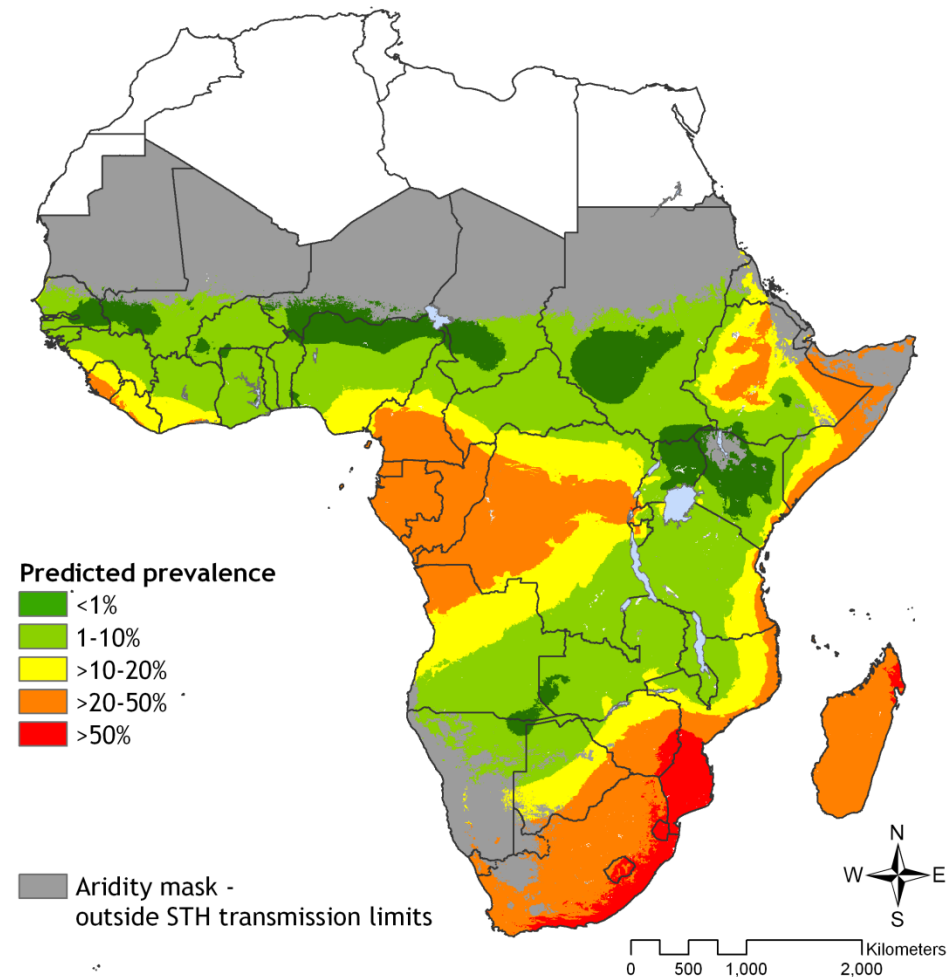 Predicted prevalence
<1%
1-10%
>10-20%
>20-50%
>50%
Aridity mask -
outside STH transmission limits
N
W E
S
Kilometers
0 500 1,000 2,000